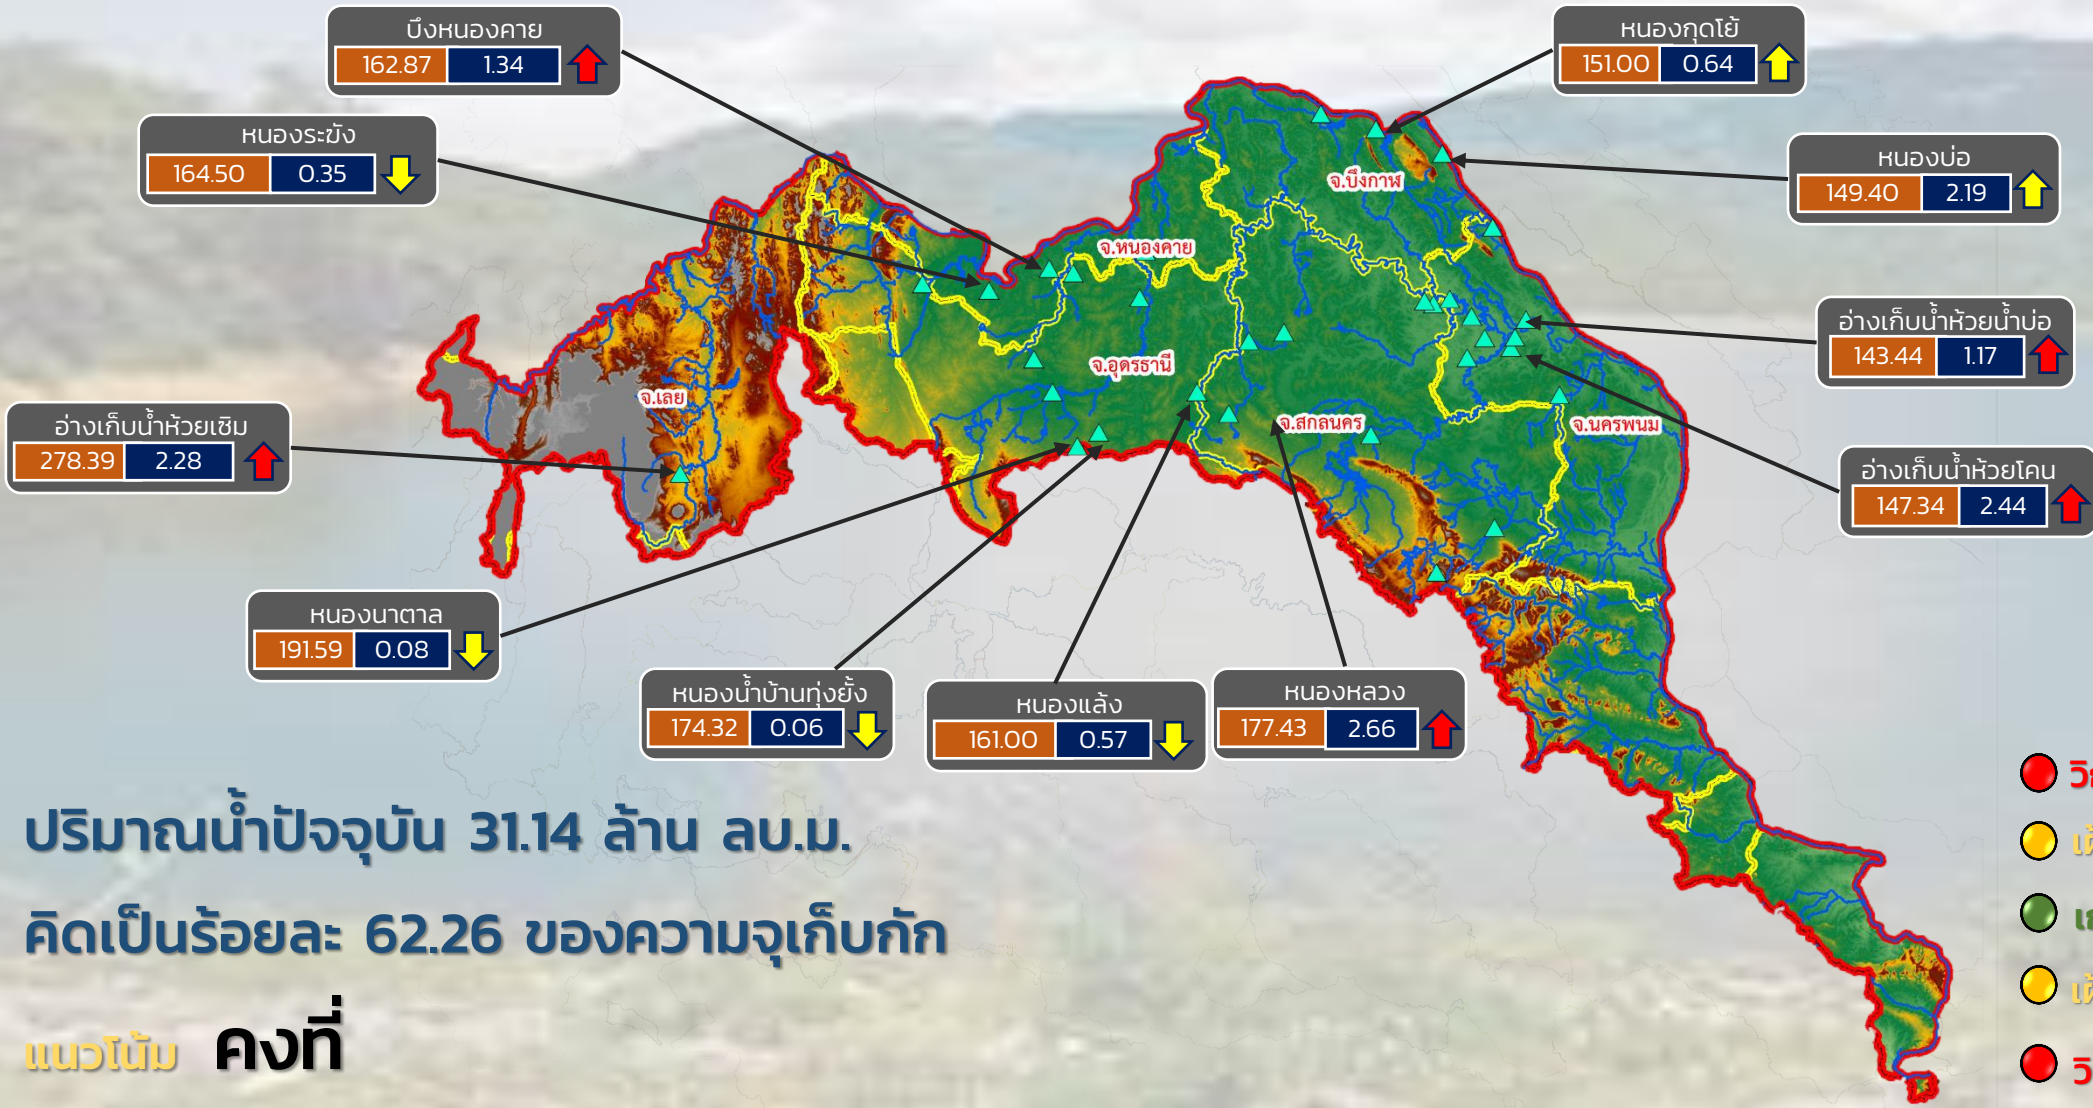 บึงหนองคาย
162.87 1.34
หนองกุดโย้
151.00 0.64
หนองระฆัง
164.50 0.35
หนองบ่อ
149.40 2.19
จ.บึงกาฬ
จ.หนองคาย
อ่างเก็บน้ำห้วยน้ำบ่อ
143.44 1.17
จ.อุดรธานี
จ.เลย
จ.สกลนคร
จ.นครพนม
อ่างเก็บน้ำห้วยเซิม
278.39 2.28
อ่างเก็บน้ำห้วยโคน
147.34 2.44
หนองนาตาล
191.59 0.08
หนองน้ำบ้านทุ่งยั้ง
174.32 0.06
หนองแล้ง
161.00 0.57
หนองหลวง
177.43 2.66
ปริมาณน้ำปัจจุบัน 31.14 ล้าน ลบ.ม.
คิดเป็นร้อยละ 62.26 ของความจุเก็บกัก
แนวโน้ม คงที่